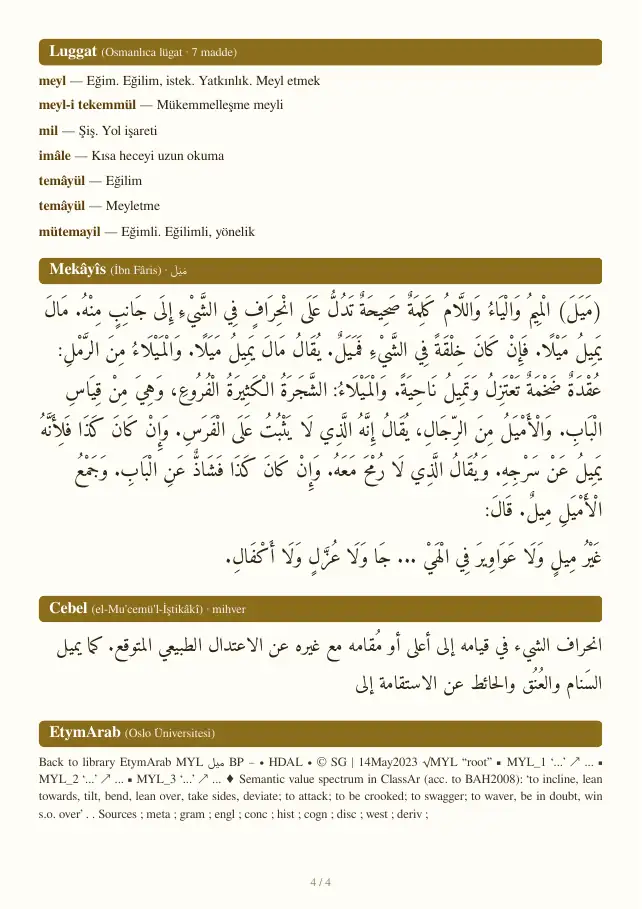 Luggat (Osmanlıca lügat · 7 madde)
meyl — Eğim. Eğilim, istek. Yatkınlık. Meyl etmek
meyl-i tekemmül — Mükemmelleşme meyli
mil — Şiş. Yol işareti
imâle — Kısa heceyi uzun okuma
temâyül — Eğilim
temâyül — Meyletme
mütemayil — Eğimli. Eğilimli, yönelik
Mekâyîs (İbn Fâris) · مَيَلَ
(مَيَلَ) الْمِيمُ وَالْيَاءُ وَاللَّامُ كَلِمَةٌ صَحِيحَةٌ تَدُلُّ عَلَى انْحِرَافٍ فِي الشَّيْءِ إِلَى جَانِبٍ مِنْهُ. مَالَ
يَمِيلُ مَيْلًا. فَإِنْ كَانَ خِلْقَةً فِي الشَّيْءِ فَمَيَلٌ. يُقَالُ مَالَ يَمِيلُ مَيَلًا. وَالْمَيْلَاءُ مِنَ الرَّمْلِ:
عُقْدَةٌ ضَخْمَةٌ تَعْتَزِلُ وَتَمِيلُ نَاحِيَةً. وَالْمَيْلَاءُ: الشَّجَرَةُ الْكَثِيرَةُ الْفُرُوعِ، وَهِيَ مِنْ قِيَاسِ
الْبَابِ. وَالْأَمْيَلُ مِنَ الرِّجَالِ، يُقَالُ إِنَّهُ الَّذِي لَا يَثْبُتُ عَلَى الْفَرَسِ. وَإِنْ كَانَ كَذَا فَلِأَنَّهُ
يَمِيلُ عَنْ سَرْجِهِ. وَيُقَالُ الَّذِي لَا رُمْحَ مَعَهُ. وَإِنْ كَانَ كَذَا فَشَاذٌّ عَنِ الْبَابِ. وَجَمْعُ
الْأَمْيَلِ مِيلٌ. قَالَ:
غَيْرُ مِيلٍ وَلَا عَوَاوِيرَ فِي الْهَيْ ... جَا وَلَا عُزَّلٍ وَلَا أَكْفَالِ.
Cebel (el-Mu'cemü'l-İştikâkî) · mihver
انحراف الشيء في قيامه إلى أعلى أو مُقامه مع غيره عن الاعتدال الطبيعي المتوقع. كما يميل
السَنام والعُنُق والحائط عن الاستقامة إلى
EtymArab (Oslo Üniversitesi)
Back to library EtymArab MYL ميل BP – • HDAL • © SG | 14May2023 √MYL “root” ▪ MYL_1 ‘...’ ↗ ... ▪
MYL_2 ‘...’ ↗ ... ▪ MYL_3 ‘...’ ↗ ... ♦ Semantic value spectrum in ClassAr (acc. to BAH2008): ‘to incline, lean
towards, tilt, bend, lean over, take sides, deviate; to attack; to be crooked; to swagger; to waver, be in doubt, win
s.o. over’ . . Sources ; meta ; gram ; engl ; conc ; hist ; cogn ; disc ; west ; deriv ;
4 / 4